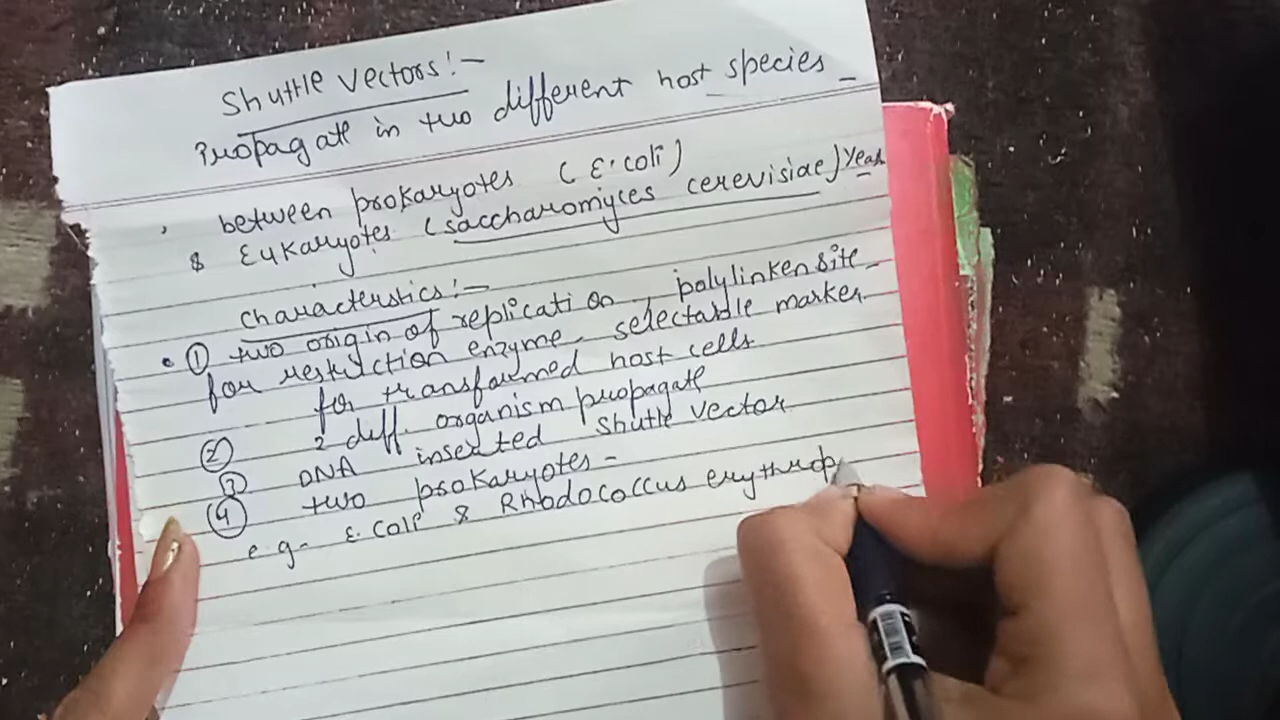 Shuttle Vectors:-
Propagate in two different host species -
between prokaryotes (E.coli)
& Eukaryotes (saccharomyices cerevisiae) Yeast
characterstics:-
• ① two origin of replication, polylinker site -
for restriction enzyme, selectable marker
for transformed host cells
② 2 diff. organism propagate
③ DNA inserted shuttle vector
④ two prokaryotes -
e.g. E.coli & Rhodococcus erythrop